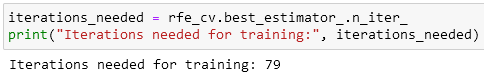 iterations_needed = rfe_cv.best_estimator_.n_iter_
print("Iterations needed for training:", iterations_needed)
Iterations needed for training: 79